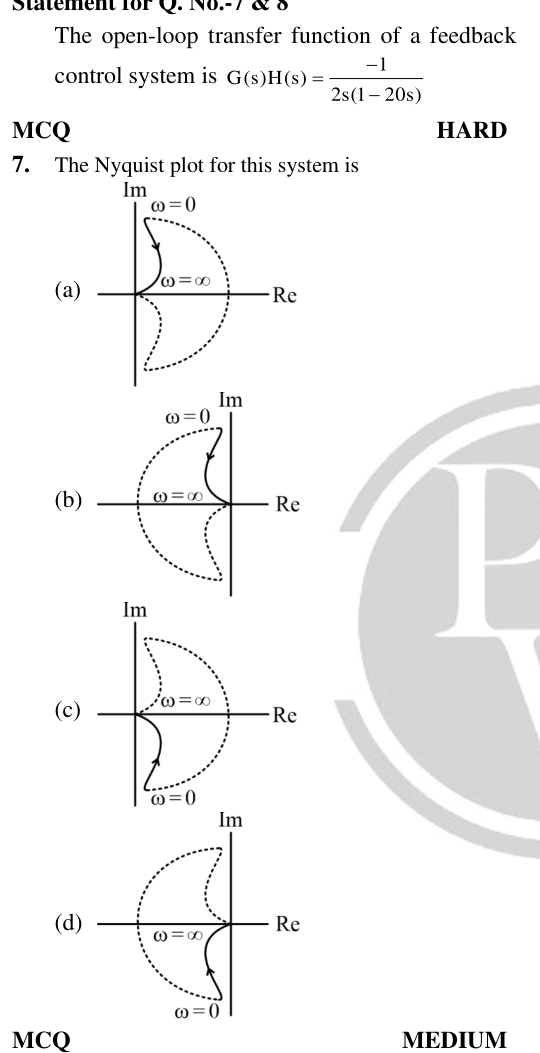 Statement for Q. No.-7 & 8
The open-loop transfer function of a feedback
control system is G(s)H(s) = −1 / 2s(1−20s)
MCQ HARD
7. The Nyquist plot for this system is
Im
ω=0
(a)
ω=∞
Re
Im
ω=0
(b)
ω=∞
Re
Im
(c)
ω=∞
Re
ω=0
Im
(d)
ω=∞
Re
ω=0
MCQ MEDIUM